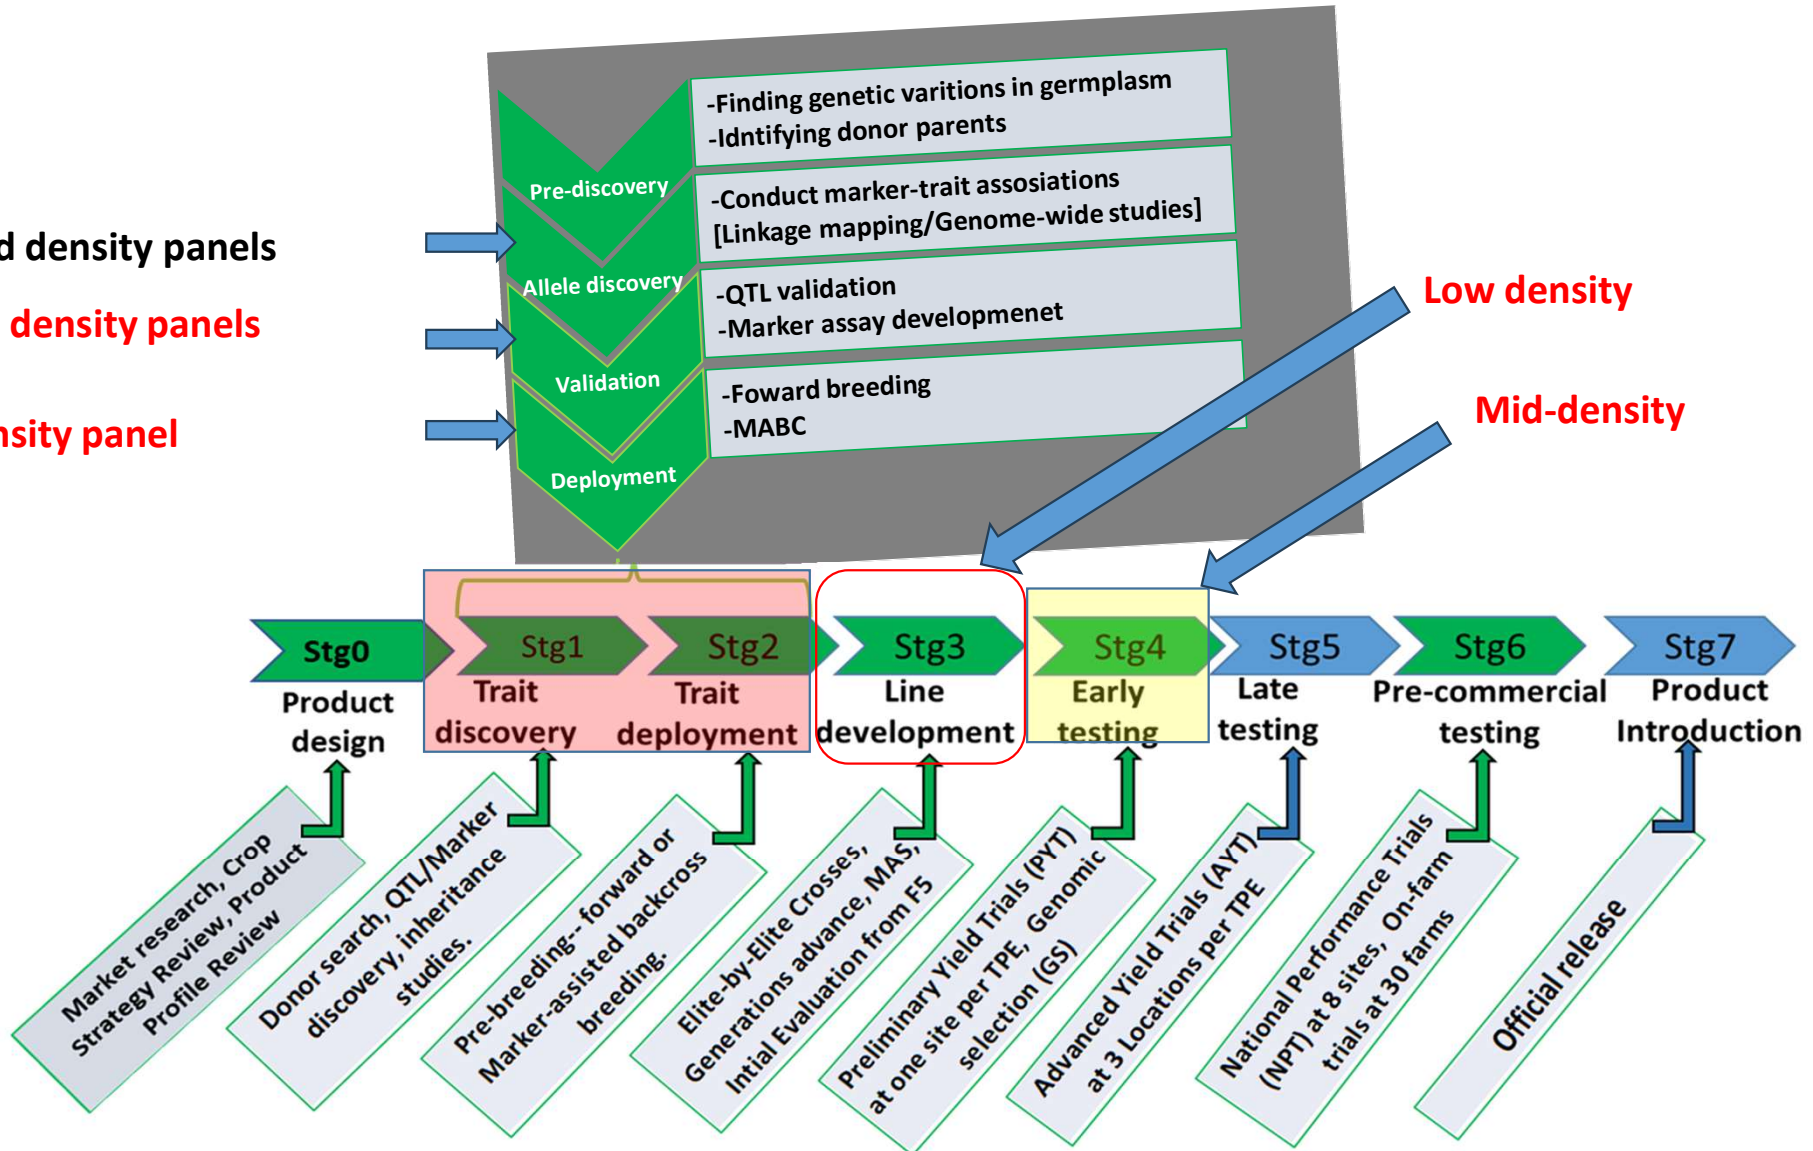 -Finding genetic varitions in germplasm
-Idntifying donor parents
Pre-discovery
-Conduct marker-trait assosiations
[Linkage mapping/Genome-wide studies]
d density panels
Allele discovery
-QTL validation
-Marker assay developmenet
density panels
Validation
-Foward breeding
-MABC
nsity panel
Deployment
Low density
Mid-density
Stg0
Stg1
Stg2
Stg3
Stg4
Stg5
Stg6
Stg7
Product
design
Trait
discovery
Trait
deployment
Line
development
Early
testing
Late
testing
Pre-commercial
testing
Product
Introduction
Market research, Crop
Strategy Review, Product
Profile Review
Donor search, QTL/Marker
discovery, inheritance
studies.
Pre-breeding-- forward or
Marker-assisted backcross
breeding.
Elite-by-Elite Crosses,
Generations advance, MAS,
Intial Evaluation from F5
Preliminary Yield Trials (PYT)
at one site per TPE, Genomic
selection (GS)
Advanced Yield Trials (AYT)
at 3 Locations per TPE
National Performance Trials
(NPT) at 8 sites, On-farm
trials at 30 farms
Official release